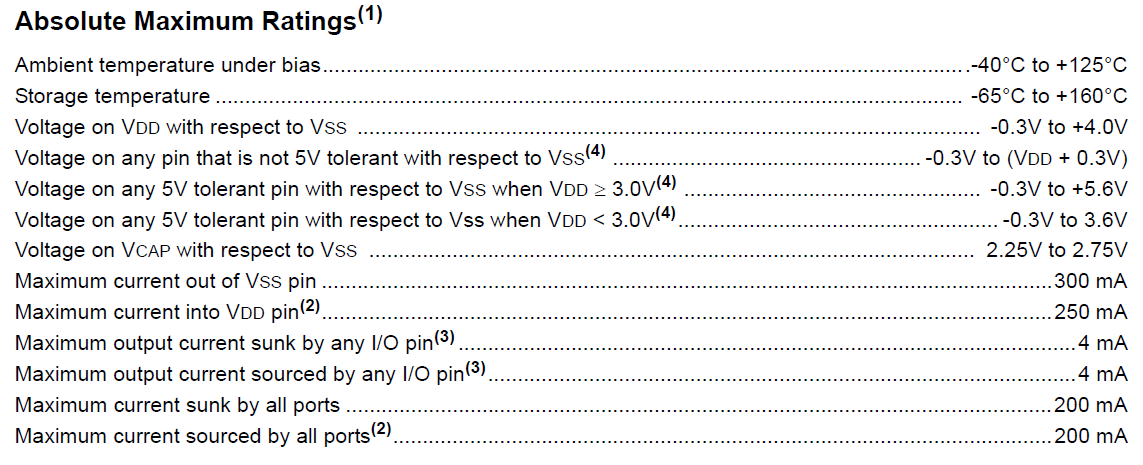 Absolute Maximum Ratings(1)
Ambient temperature under bias.............................................................................................................-40°C to +125°C
Storage temperature .............................................................................................................................. -65°C to +160°C
Voltage on VDD with respect to VSS ......................................................................................................... -0.3V to +4.0V
Voltage on any pin that is not 5V tolerant with respect to VSS(4) .................................................... -0.3V to (VDD + 0.3V)
Voltage on any 5V tolerant pin with respect to VSS when VDD ≥ 3.0V(4) .................................................. -0.3V to +5.6V
Voltage on any 5V tolerant pin with respect to Vss when VDD < 3.0V(4)..................................................... -0.3V to 3.6V
Voltage on VCAP with respect to VSS ...................................................................................................... 2.25V to 2.75V
Maximum current out of VSS pin ...........................................................................................................................300 mA
Maximum current into VDD pin(2)...........................................................................................................................250 mA
Maximum output current sunk by any I/O pin(3)........................................................................................................4 mA
Maximum output current sourced by any I/O pin(3)...................................................................................................4 mA
Maximum current sunk by all ports .......................................................................................................................200 mA
Maximum current sourced by all ports(2)...............................................................................................................200 mA